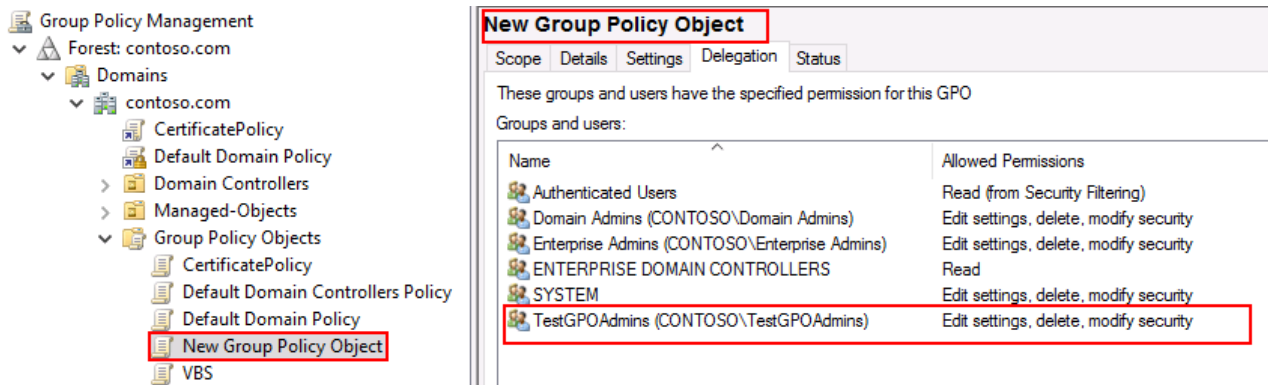 Group Policy Management
Forest: contoso.com
Domains
contoso.com
CertificatePolicy
Default Domain Policy
Domain Controllers
Managed-Objects
Group Policy Objects
CertificatePolicy
Default Domain Controllers Policy
Default Domain Policy
New Group Policy Object
VBS
New Group Policy Object
Scope Details Settings Delegation Status
These groups and users have the specified permission for this GPO
Groups and users:
Name Allowed Permissions
Authenticated Users Read (from Security Filtering)
Domain Admins (CONTOSO\Domain Admins) Edit settings, delete, modify security
Enterprise Admins (CONTOSO\Enterprise Admins) Edit settings, delete, modify security
ENTERPRISE DOMAIN CONTROLLERS Read
SYSTEM Edit settings, delete, modify security
TestGPOAdmins (CONTOSO\TestGPOAdmins) Edit settings, delete, modify security